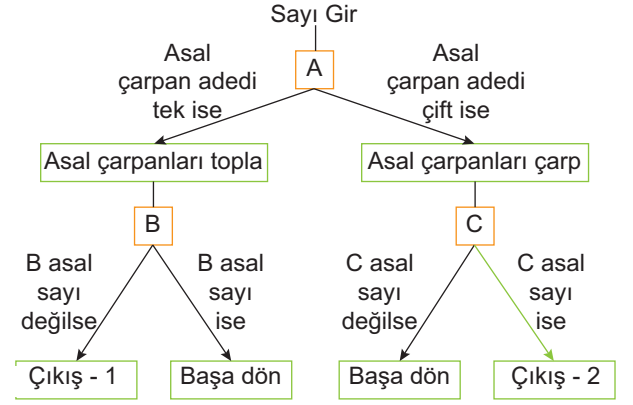 Sayı Gir
A
Asal
çarpan adedi
tek ise
Asal
çarpan adedi
çift ise
Asal çarpanları topla
Asal çarpanları çarp
B
C
B asal
sayı
değilse
B asal
sayı
ise
C asal
sayı
değilse
C asal
sayı
ise
Çıkış - 1
Başa dön
Başa dön
Çıkış - 2